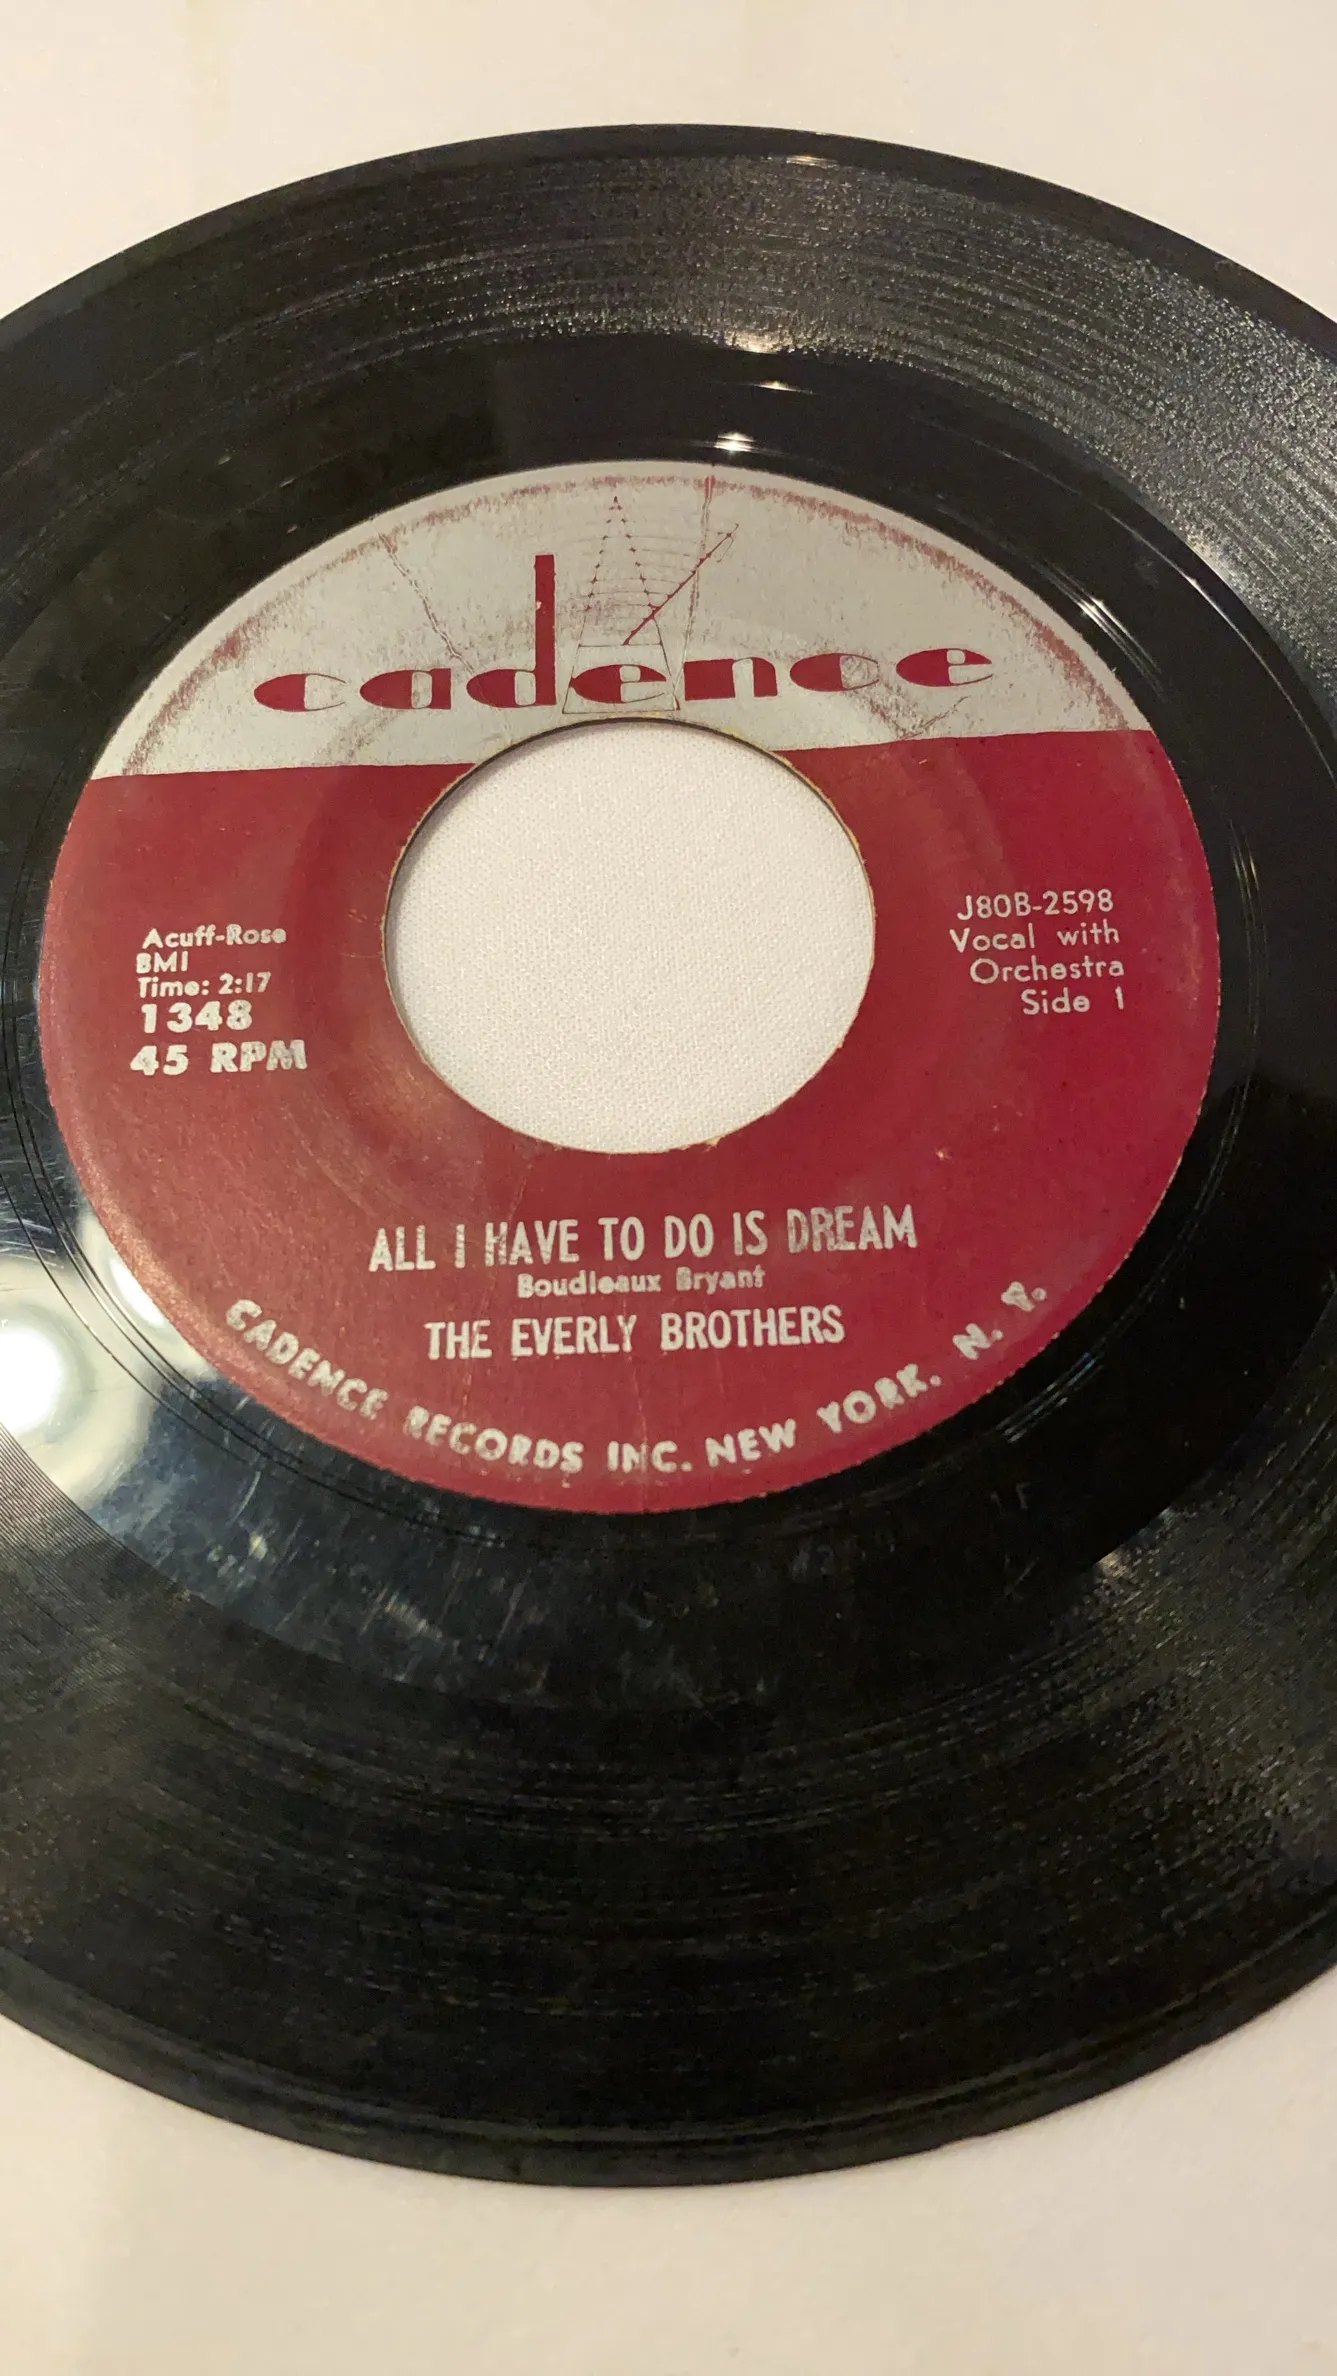 cadence
Acuff-Rose
BMI
Time: 2:17
1348
45 RPM
J80B-2598
Vocal with
Orchestra
Side 1
ALL I HAVE TO DO IS DREAM
Boudleaux Bryant
THE EVERLY BROTHERS
CADENCE RECORDS INC. NEW YORK. N. Y.